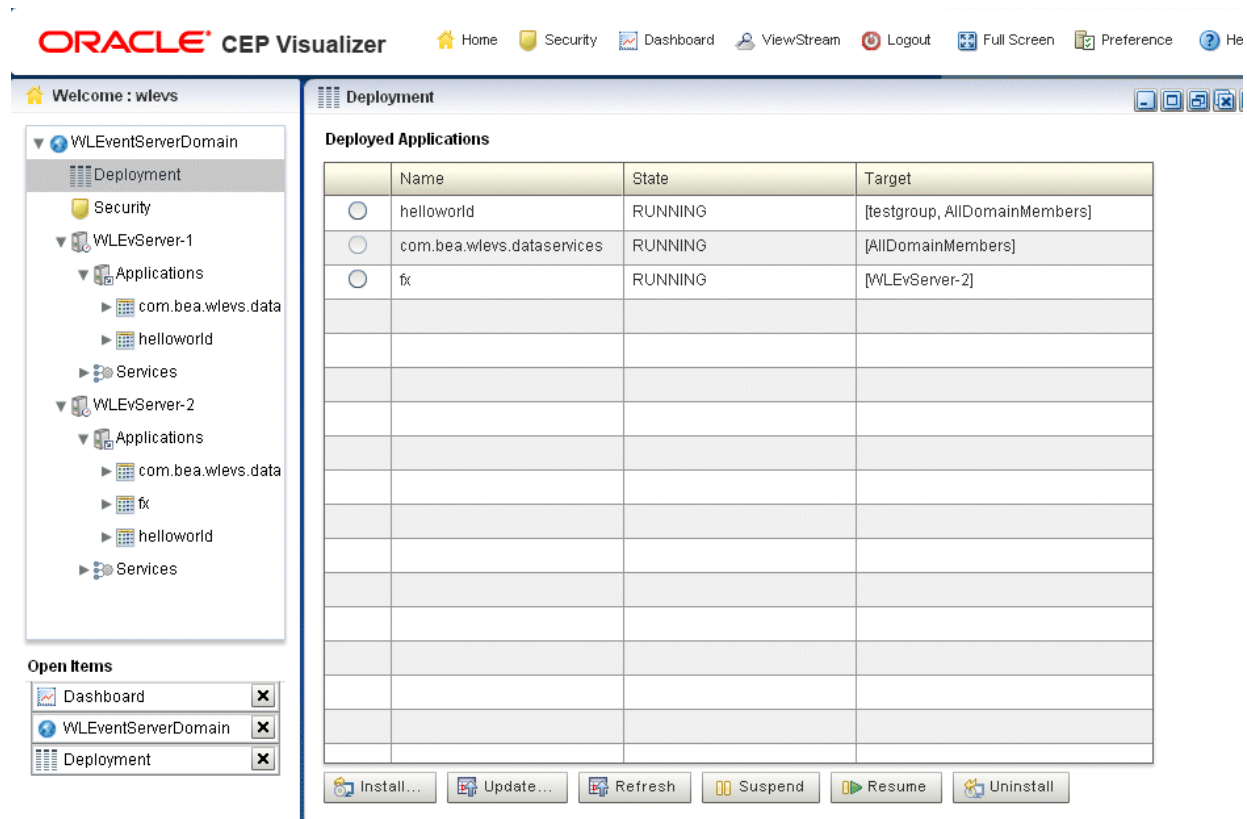 ORACLE CEP Visualizer
Home Security Dashboard ViewStream Logout Full Screen Preference
Welcome : wlevs
WLEventServerDomain
Deployment
Security
WLEvServer-1
Applications
com.bea.wlevs.data
helloworld
Services
WLEvServer-2
Applications
com.bea.wlevs.data
fx
helloworld
Services
Open Items
Dashboard
WLEventServerDomain
Deployment
Deployment
Deployed Applications
Name State Target
helloworld RUNNING [testgroup, AllDomainMembers]
com.bea.wlevs.dataservices RUNNING [AllDomainMembers]
fx RUNNING [WLEvServer-2]
Install... Update... Refresh Suspend Resume Uninstall